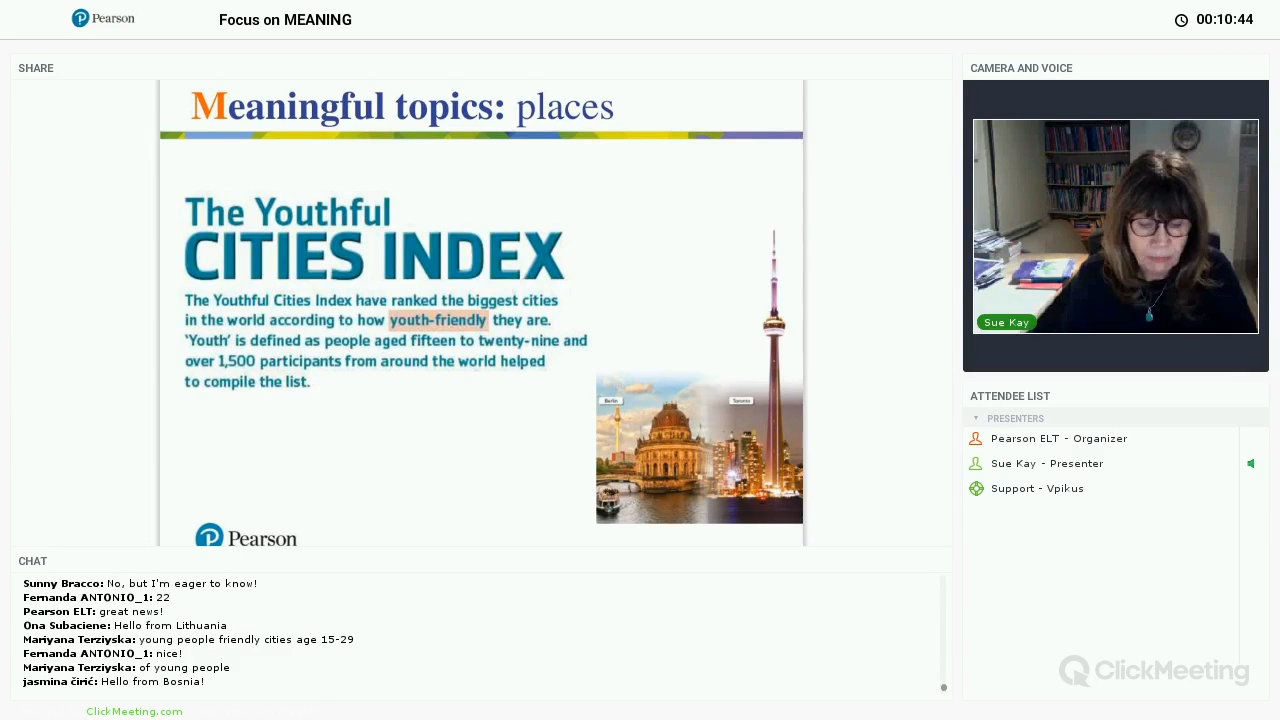 Pearson
Focus on MEANING
00:10:44
SHARE
Meaningful topics: places
The Youthful
CITIES INDEX
The Youthful Cities Index have ranked the biggest cities
in the world according to how youth-friendly they are.
'Youth' is defined as people aged fifteen to twenty-nine and
over 1,500 participants from around the world helped
to compile the list.
Berlin
Toronto
Pearson
CAMERA AND VOICE
Sue Kay
ATTENDEE LIST
PRESENTERS
Pearson ELT - Organizer
Sue Kay - Presenter
Support - Vpikus
CHAT
Sunny Bracco: No, but I'm eager to know!
Fernanda ANTONIO_1: 22
Pearson ELT: great news!
Ona Subaciene: Hello from Lithuania
Mariyana Terziyska: young people friendly cities age 15-29
Fernanda ANTONIO_1: nice!
Mariyana Terziyska: of young people
jasmina čirić: Hello from Bosnia!
ClickMeeting
ClickMeeting.com